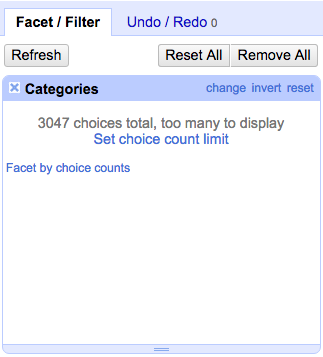 Facet / Filter Undo / Redo 0
Refresh Reset All Remove All
Categories change invert reset
3047 choices total, too many to display
Set choice count limit
Facet by choice counts